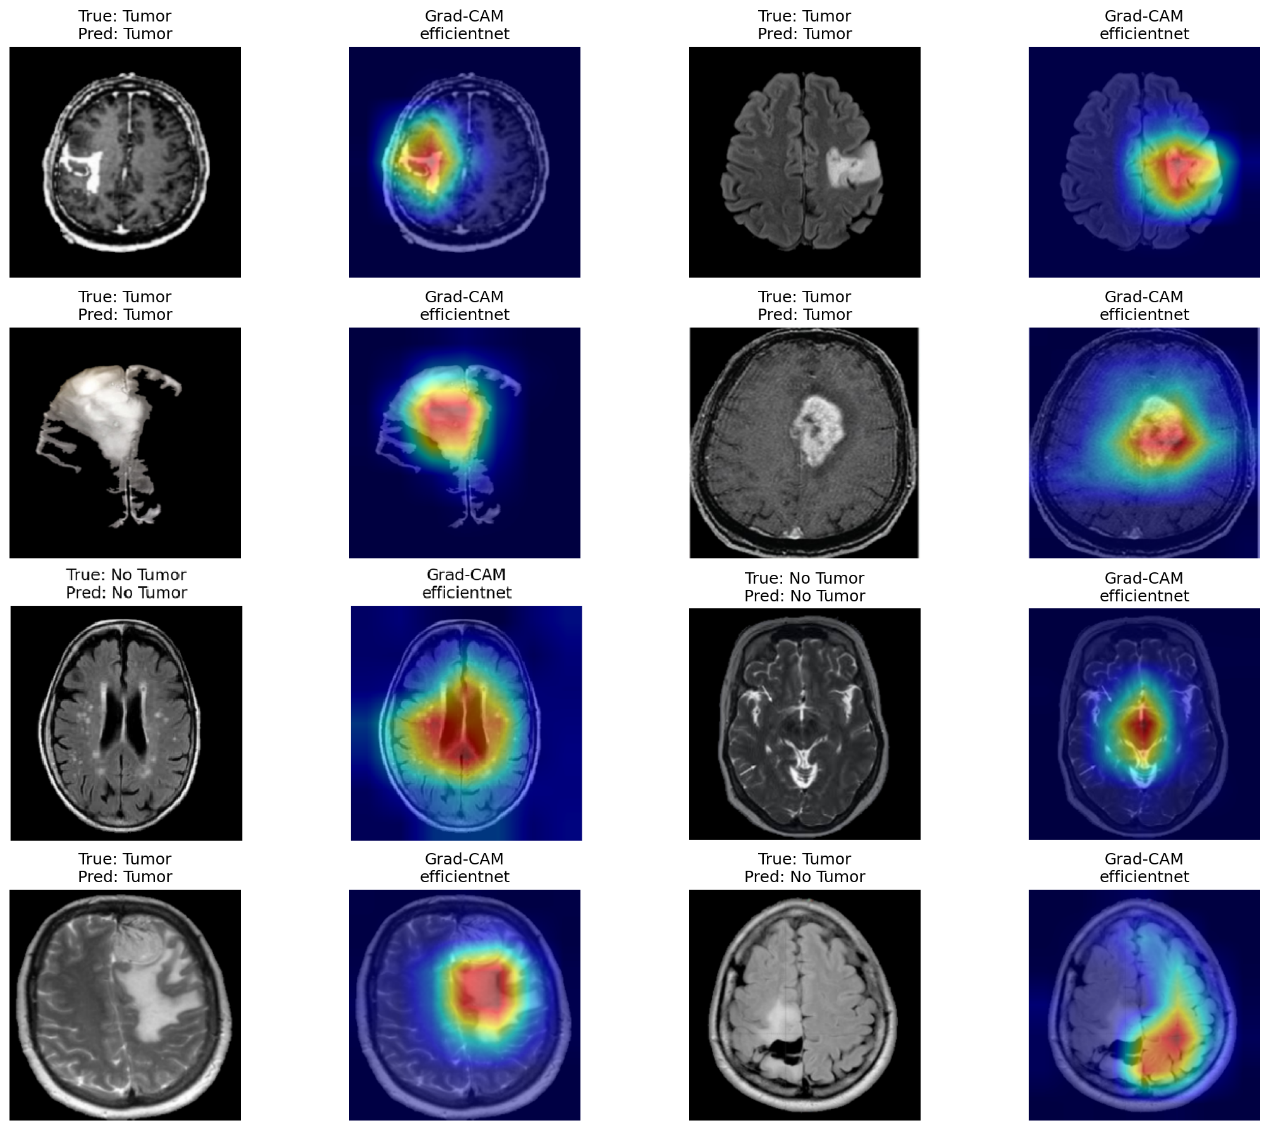 True: Tumor
Pred: Tumor
Grad-CAM
efficientnet
True: Tumor
Pred: Tumor
Grad-CAM
efficientnet
True: Tumor
Pred: Tumor
Grad-CAM
efficientnet
True: Tumor
Pred: Tumor
Grad-CAM
efficientnet
True: No Tumor
Pred: No Tumor
Grad-CAM
efficientnet
True: No Tumor
Pred: No Tumor
Grad-CAM
efficientnet
True: Tumor
Pred: Tumor
Grad-CAM
efficientnet
True: Tumor
Pred: No Tumor
Grad-CAM
efficientnet